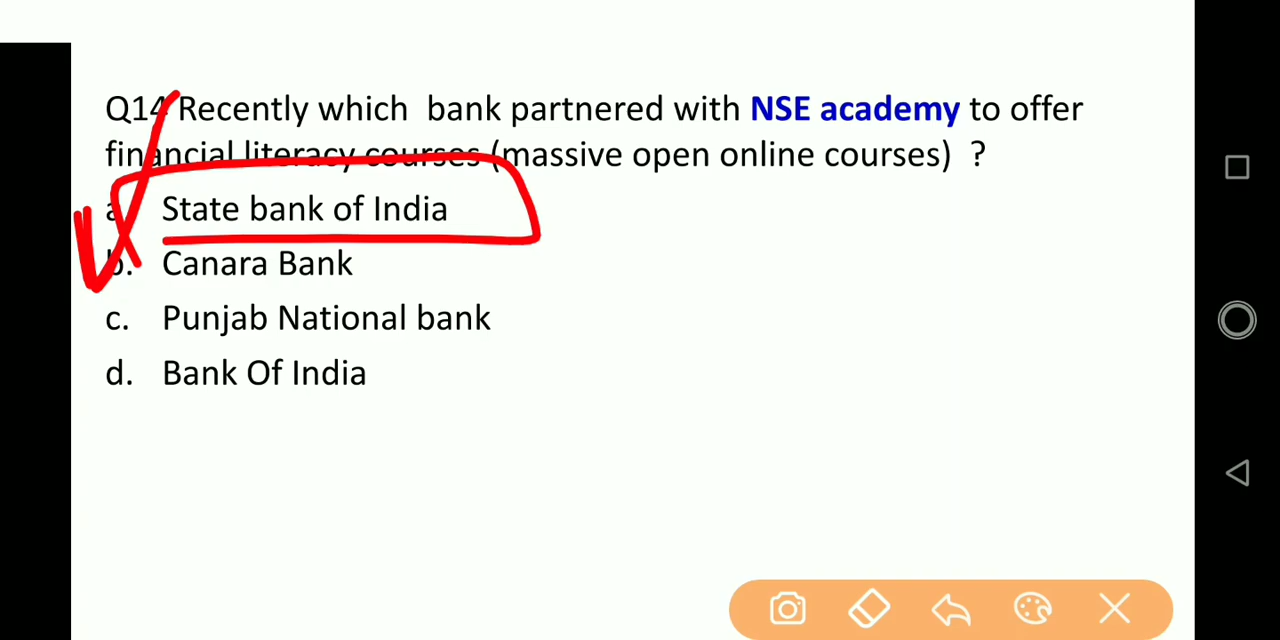 Q14 Recently which bank partnered with NSE academy to offer
financial literacy courses (massive open online courses) ?
a. State bank of India
b. Canara Bank
c. Punjab National bank
d. Bank Of India